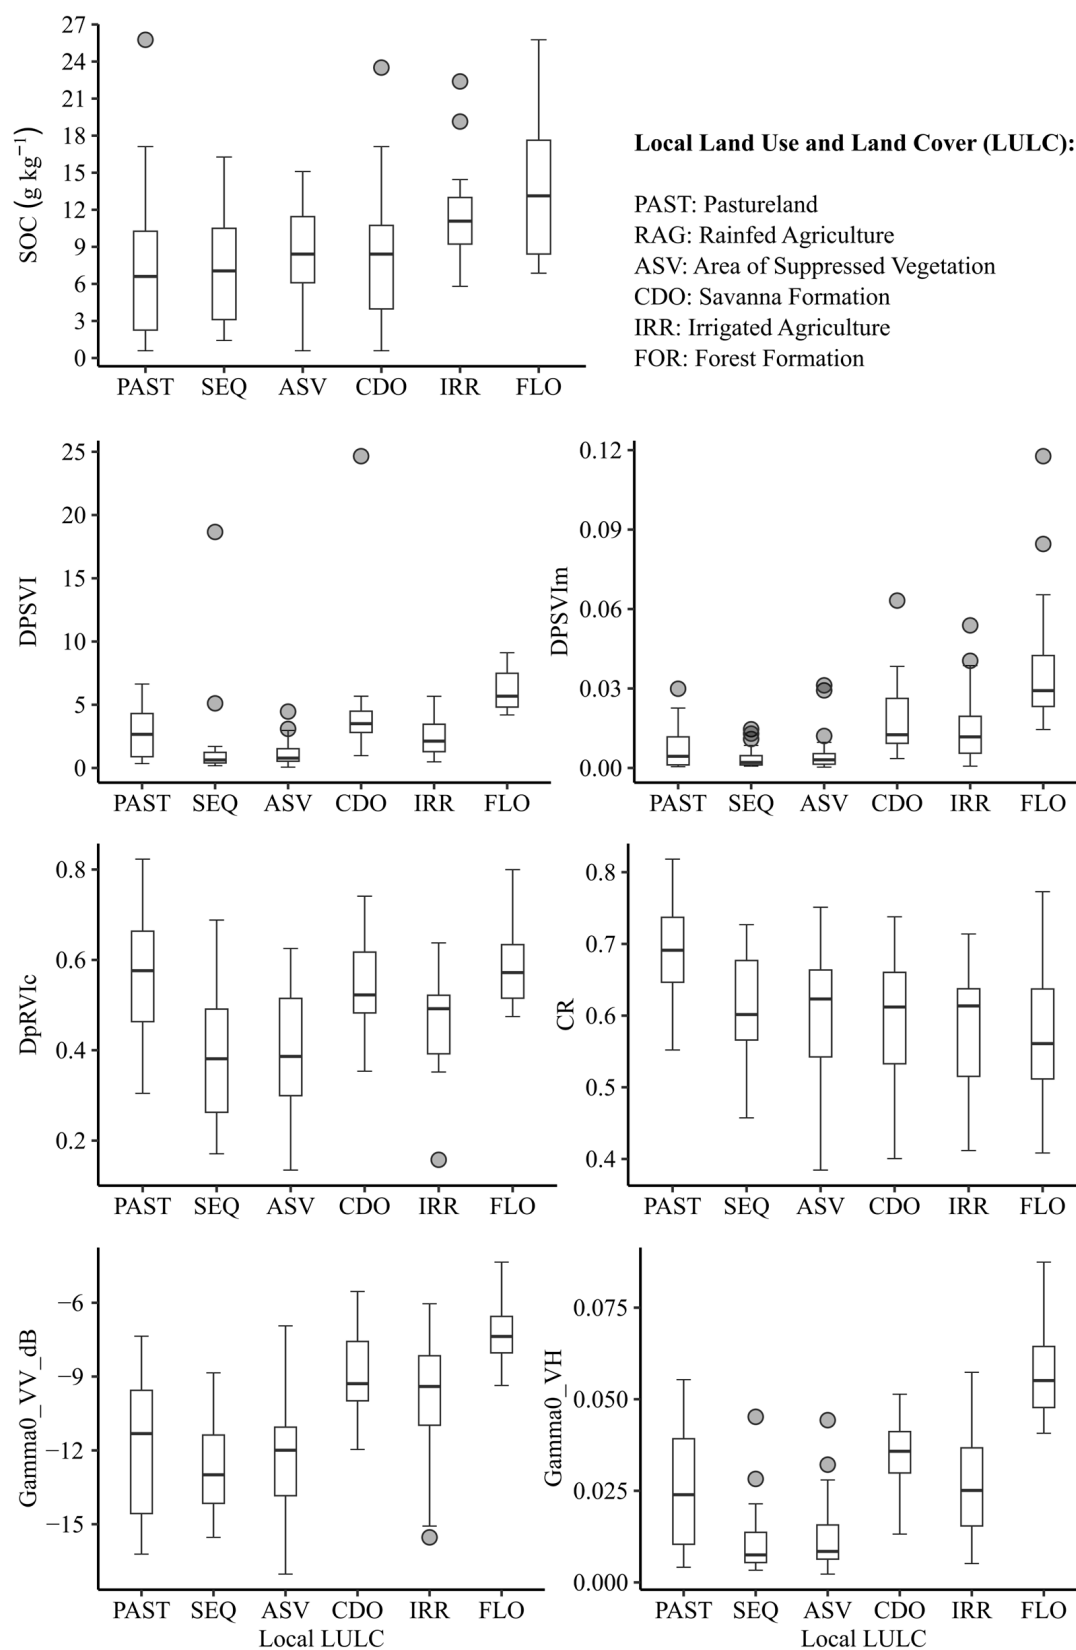 27
24
21
18
15
12
9
6
3
0
SOC (g kg⁻¹)
PAST SEQ ASV CDO IRR FLO
Local Land Use and Land Cover (LULC):
PAST: Pastureland
RAG: Rainfed Agriculture
ASV: Area of Suppressed Vegetation
CDO: Savanna Formation
IRR: Irrigated Agriculture
FOR: Forest Formation
25
20
15
10
5
0
DPSVI
PAST SEQ ASV CDO IRR FLO
0.12
0.09
0.06
0.03
0.00
DPSVIm
PAST SEQ ASV CDO IRR FLO
0.8
0.6
0.4
0.2
DpRVIc
PAST SEQ ASV CDO IRR FLO
0.8
0.7
0.6
0.5
0.4
CR
PAST SEQ ASV CDO IRR FLO
−6
−9
−12
−15
Gamma0_VV_dB
PAST SEQ ASV CDO IRR FLO
Local LULC
0.075
0.050
0.025
0.000
Gamma0_VH
PAST SEQ ASV CDO IRR FLO
Local LULC